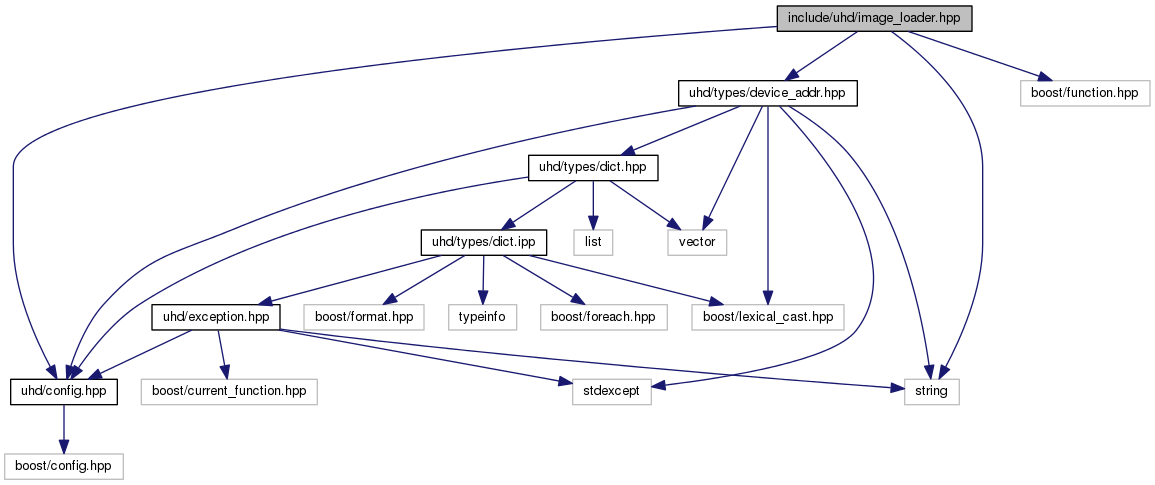 include/uhd/image_loader.hpp
uhd/types/device_addr.hpp
boost/function.hpp
uhd/types/dict.hpp
uhd/types/dict.ipp
list
vector
uhd/exception.hpp
boost/format.hpp
typeinfo
boost/foreach.hpp
boost/lexical_cast.hpp
uhd/config.hpp
boost/current_function.hpp
stdexcept
string
boost/config.hpp